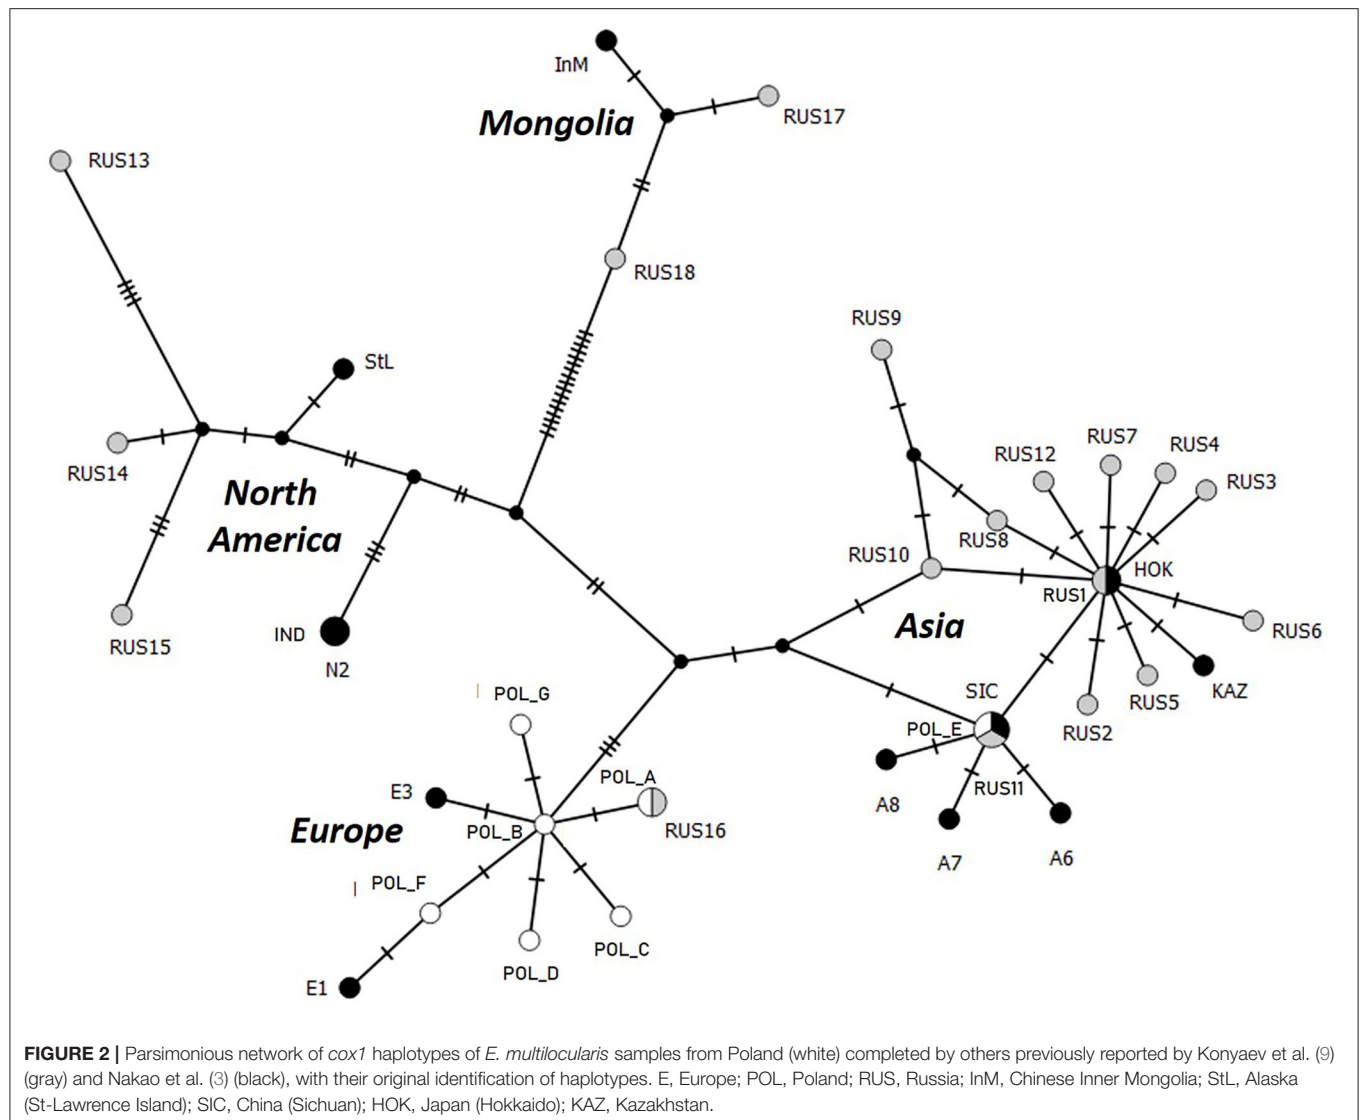 InM
Mongolia
RUS17
RUS13
RUS18
RUS9
StL
RUS14
North
America
RUS12
RUS7
RUS4
RUS3
RUS8
RUS10
HOK
RUS1
Asia
RUS6
RUS15
IND
N2
KAZ
RUS5
RUS2
SIC
POL_E
RUS11
A8
A7
A6
POL_G
POL_A
E3
POL_B
RUS16
Europe
POL_F
POL_C
POL_D
E1
FIGURE 2 | Parsimonious network of cox1 haplotypes of E. multilocularis samples from Poland (white) completed by others previously reported by Konyaev et al. (9)
(gray) and Nakao et al. (3) (black), with their original identification of haplotypes. E, Europe; POL, Poland; RUS, Russia; InM, Chinese Inner Mongolia; StL, Alaska
(St-Lawrence Island); SIC, China (Sichuan); HOK, Japan (Hokkaido); KAZ, Kazakhstan.